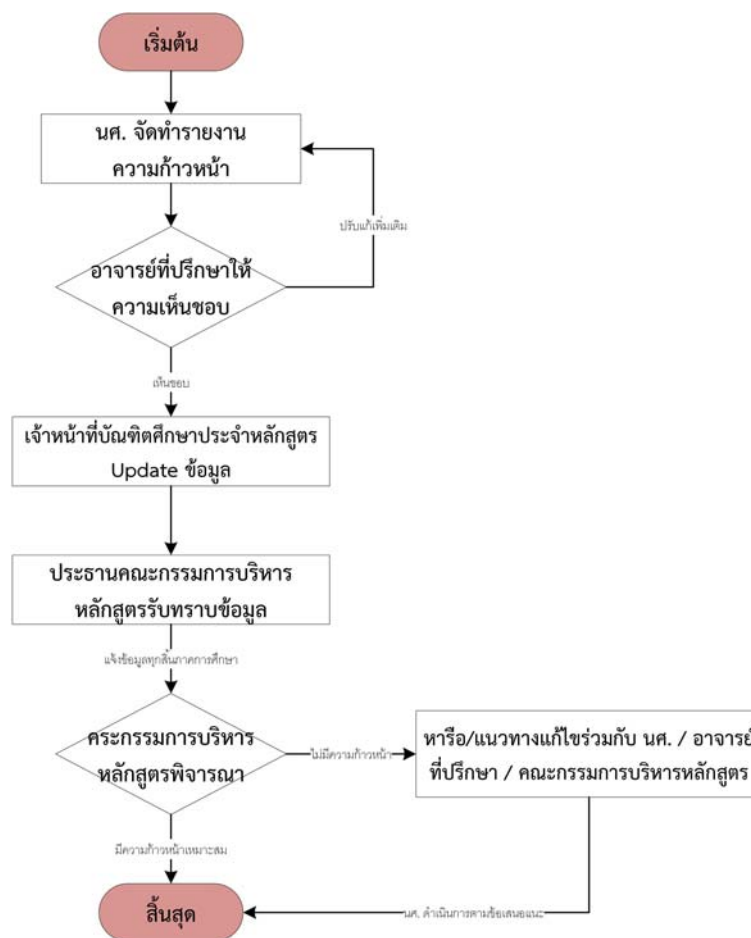 เริ่มต้น
นศ. จัดทำรายงาน
ความก้าวหน้า
ปรับแก้เพิ่มเติม
อาจารย์ที่ปรึกษาให้
ความเห็นชอบ
เห็นชอบ
เจ้าหน้าที่บัณฑิตศึกษาประจำหลักสูตร
Update ข้อมูล
ประธานคณะกรรมการบริหาร
หลักสูตรรับทราบข้อมูล
แจ้งข้อมูลทุกสิ้นภาคการศึกษา
คระกรรมการบริหาร
หลักสูตรพิจารณา
ไม่มีความก้าวหน้า
หารือ/แนวทางแก้ไขร่วมกับ นศ. / อาจารย์
ที่ปรึกษา / คณะกรรมการบริหารหลักสูตร
มีความก้าวหน้าเหมาะสม
สิ้นสุด
นศ. ดำเนินการตามข้อเสนอแนะ